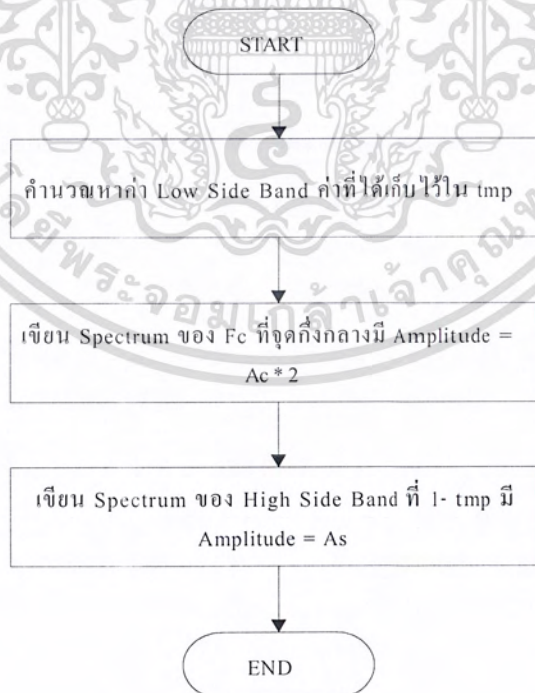 START
คำนวณหาค่า Low Side Band ค่าที่ได้เก็บไว้ใน tmp
เขียน Spectrum ของ Fc ที่จุดกึ่งกลางมี Amplitude =
Ac * 2
เขียน Spectrum ของ High Side Band ที่ 1- tmp มี
Amplitude = As
END